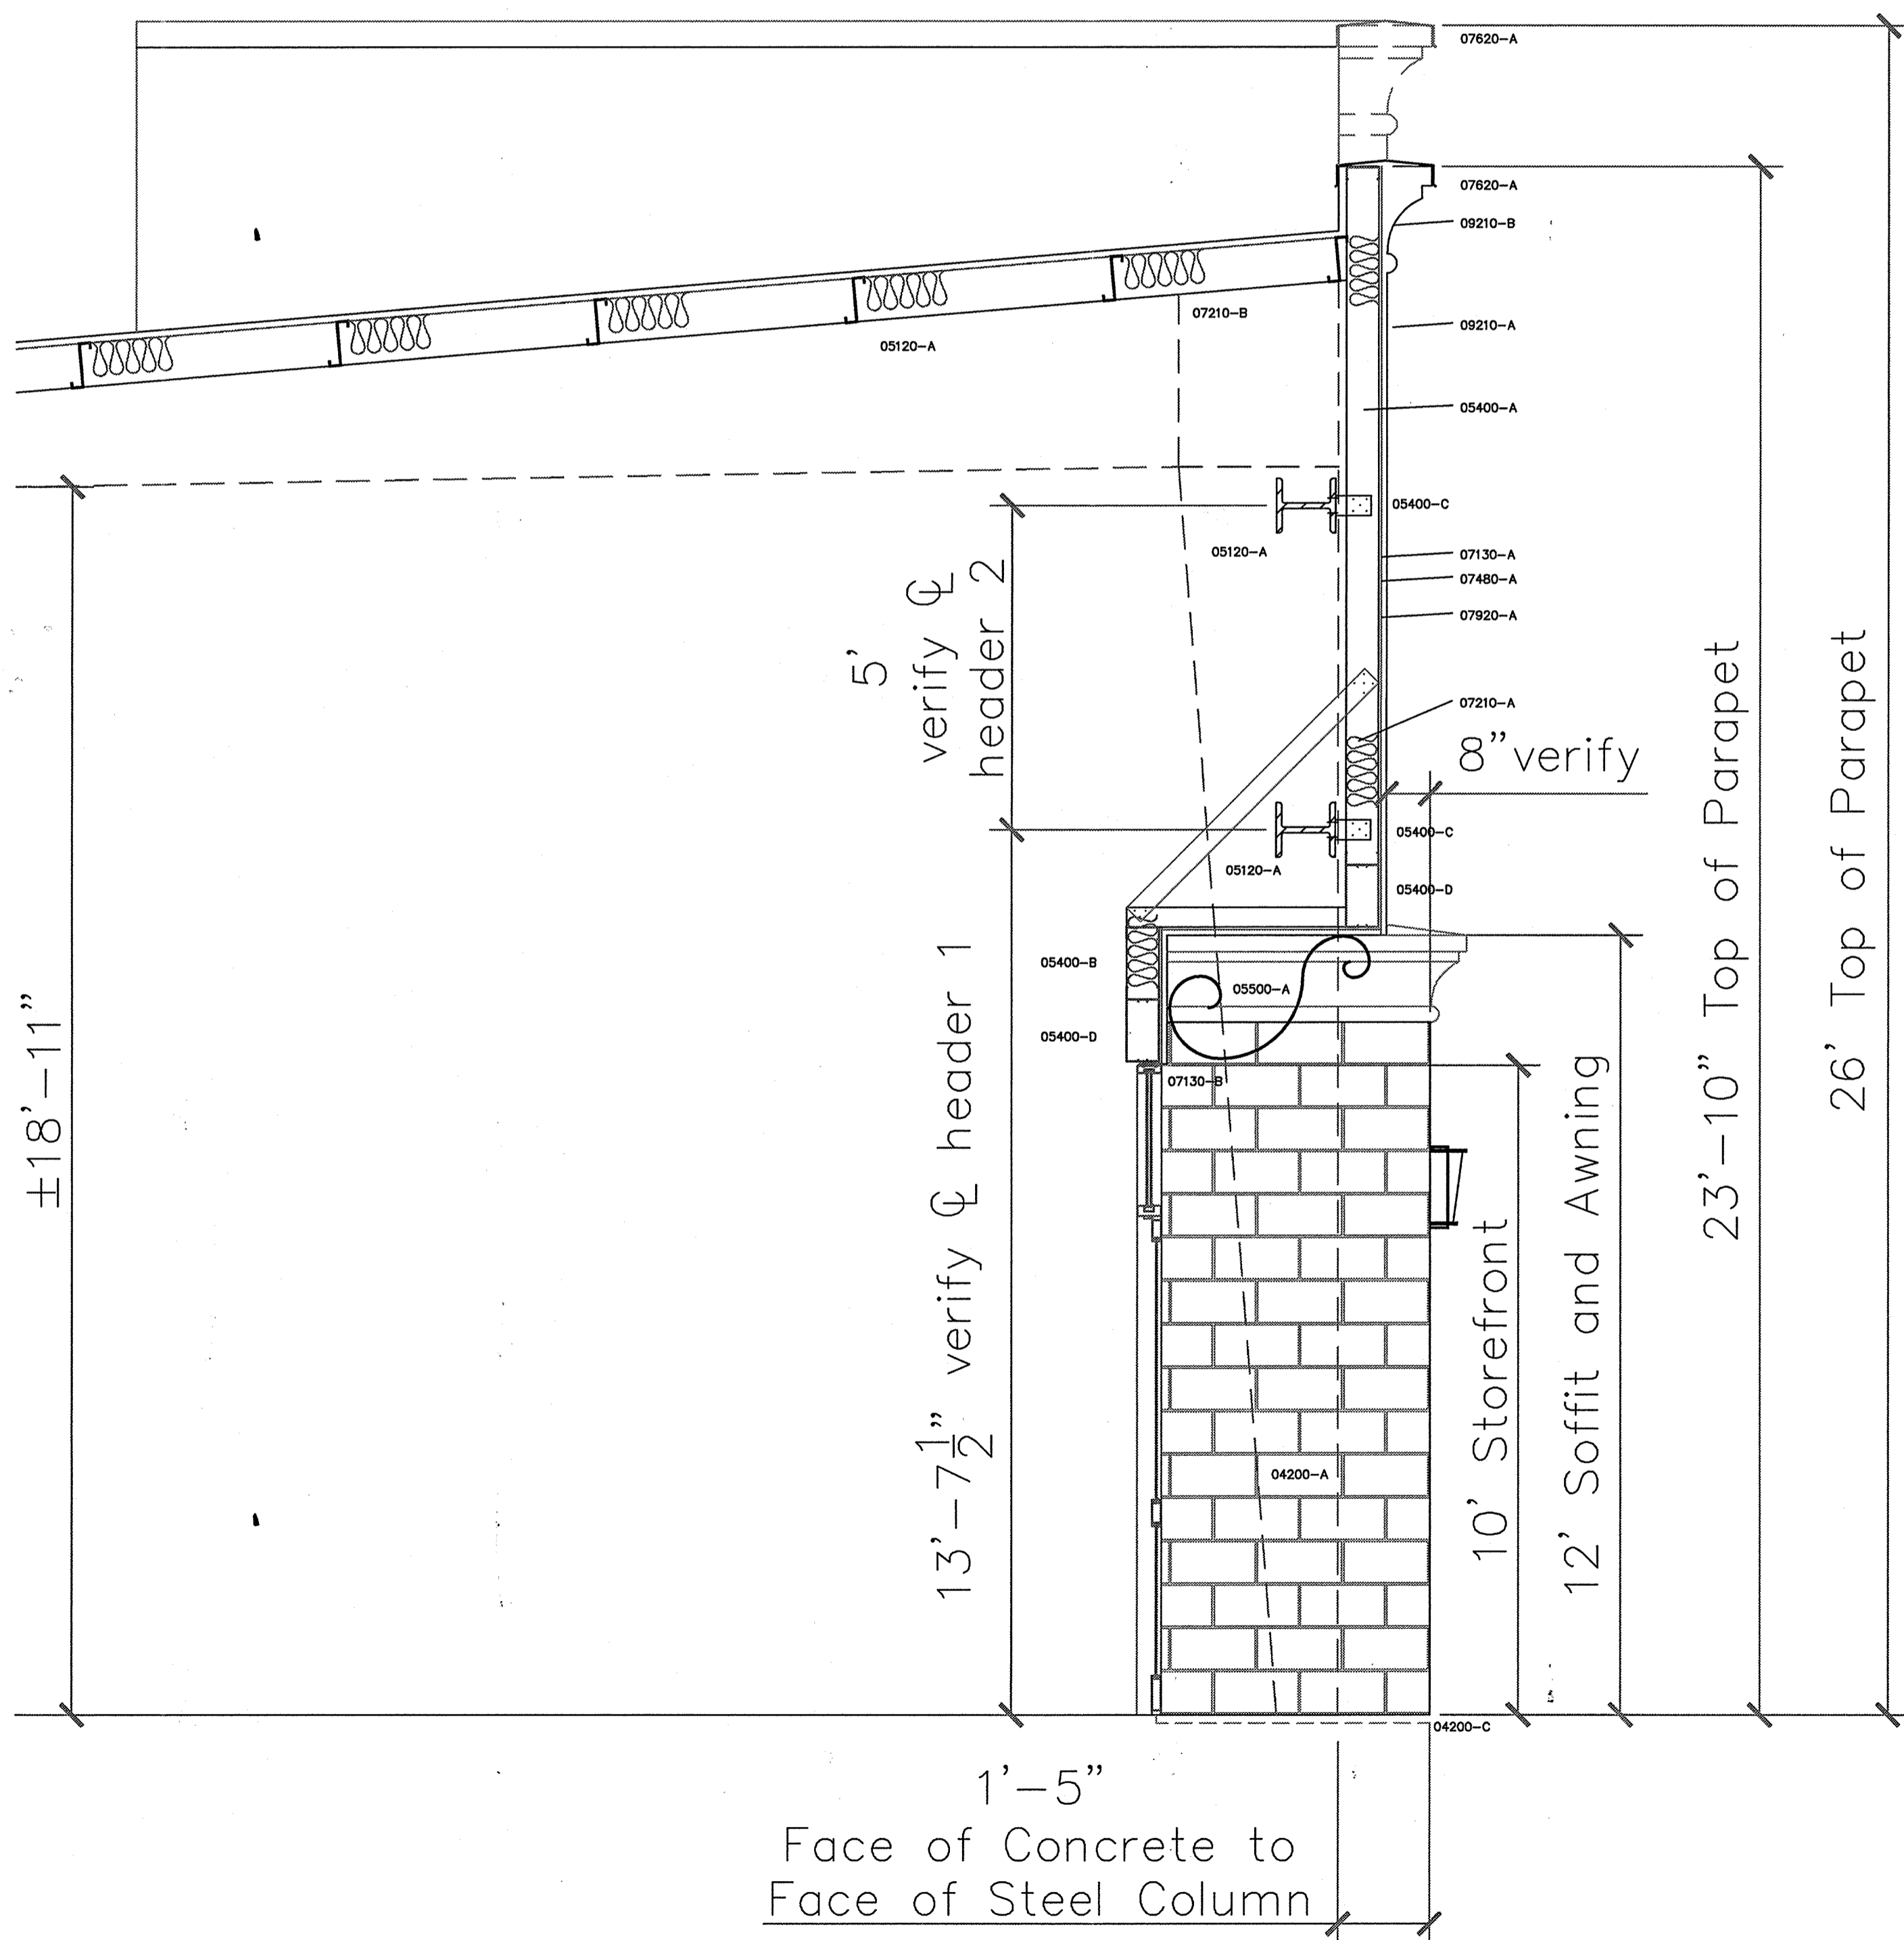 07620-A
07620-A
09210-B
07210-B
09210-A
05120-A
05400-A
05400-C
05120-A
07130-A
07480-A
07920-A
5'
verify ℄
header 2
07210-A
8" verify
05400-C
05120-A
05400-D
05400-B
05500-A
05400-D
07130-B
±18'-11"
13'-7 1/2" verify ℄ header 1
10' Storefront
12' Soffit and Awning
23'-10" Top of Parapet
26' Top of Parapet
04200-A
04200-C
1'-5"
Face of Concrete to
Face of Steel Column